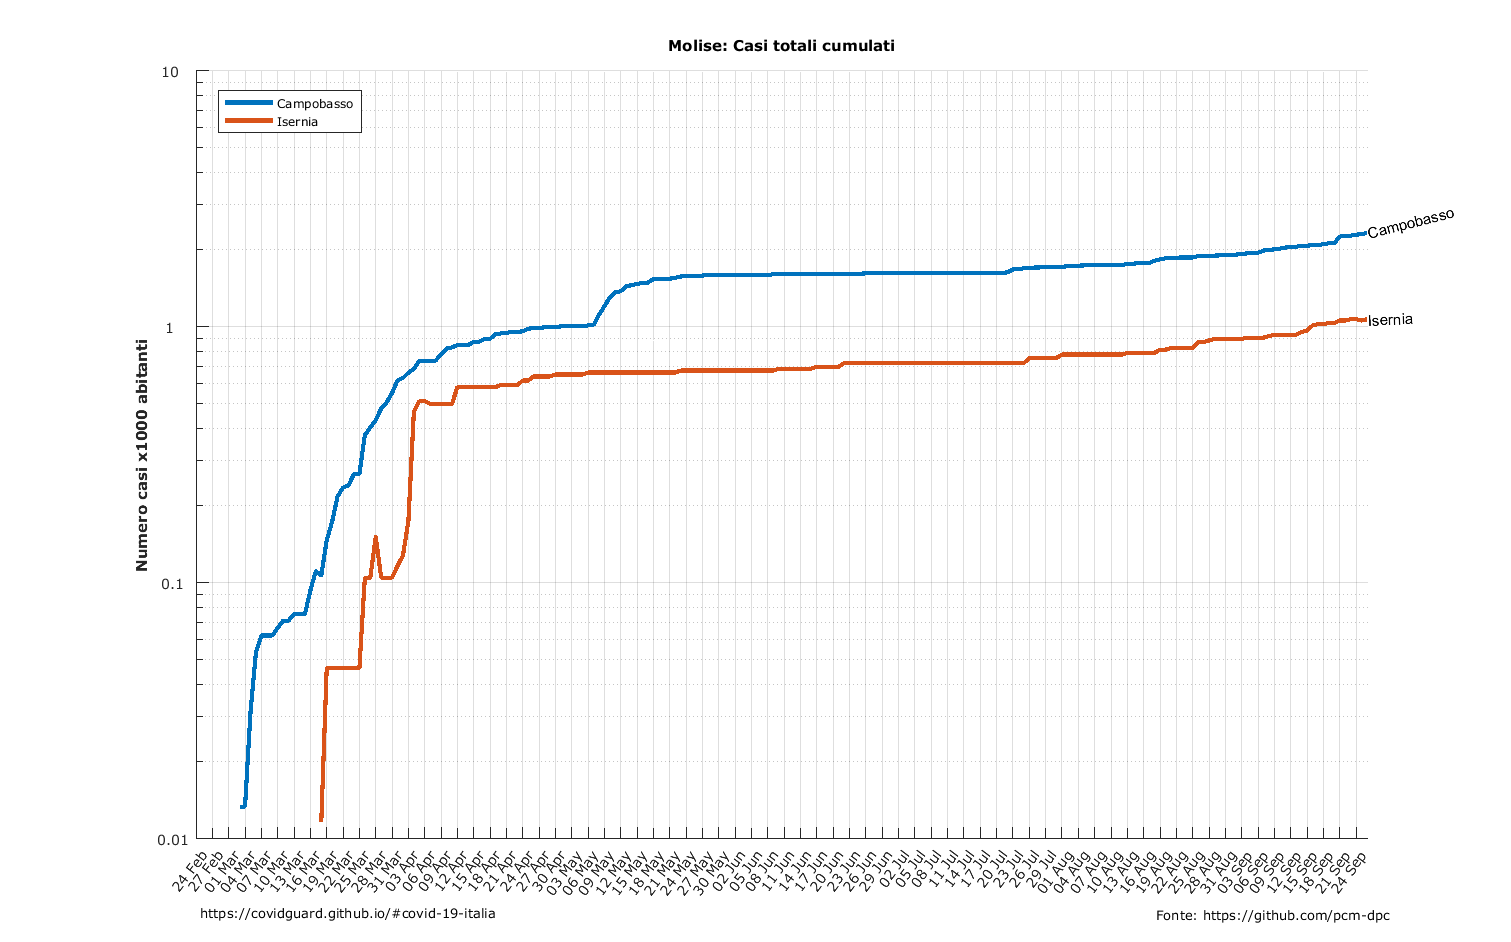 Molise: Casi totali cumulati
10
1
0.1
0.01
Numero casi x1000 abitanti
Campobasso
Isernia
Campobasso
Isernia
24 Feb
27 Feb
01 Mar
04 Mar
07 Mar
10 Mar
13 Mar
16 Mar
19 Mar
22 Mar
25 Mar
28 Mar
31 Mar
03 Apr
06 Apr
09 Apr
12 Apr
15 Apr
18 Apr
21 Apr
24 Apr
27 Apr
30 Apr
03 May
06 May
09 May
12 May
15 May
18 May
21 May
24 May
27 May
30 May
02 Jun
05 Jun
08 Jun
11 Jun
14 Jun
17 Jun
20 Jun
23 Jun
26 Jun
29 Jun
02 Jul
05 Jul
08 Jul
11 Jul
14 Jul
17 Jul
20 Jul
23 Jul
26 Jul
29 Jul
01 Aug
04 Aug
07 Aug
10 Aug
13 Aug
16 Aug
19 Aug
22 Aug
25 Aug
28 Aug
31 Aug
03 Sep
06 Sep
09 Sep
12 Sep
15 Sep
18 Sep
21 Sep
24 Sep
https://covidguard.github.io/#covid-19-italia
Fonte: https://github.com/pcm-dpc